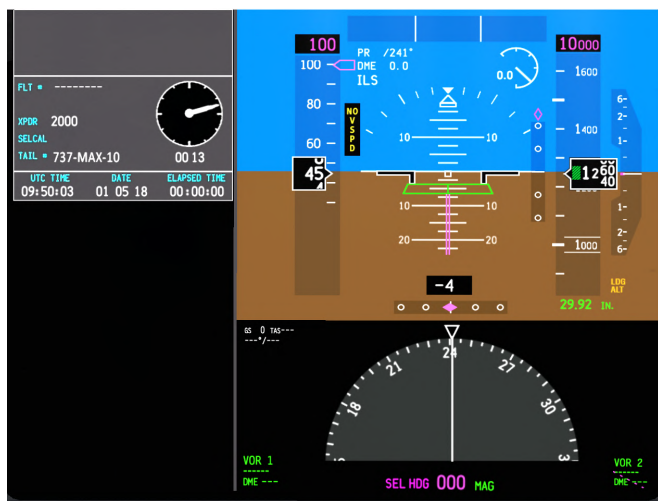 FLT = --------
XPDR 2000
SELCAL
TAIL = 737-MAX-10
00 13
UTC TIME DATE ELAPSED TIME
09:50:03 01 05 18 00:00:00
100
PR /241°
DME 0.0
ILS
0.0
10000
100
80
60
45
NO
V
S
P
D
10 10
10 10
20 20
1600
1400
1260
40
1000
6
2
1
1
2
6
-4
LDG
ALT
29.92 IN.
GS 0 TAS---
---°/---
18
21
24
27
30
VOR 1
------
DME ---
SEL HDG 000 MAG
VOR 2
------
DME ---